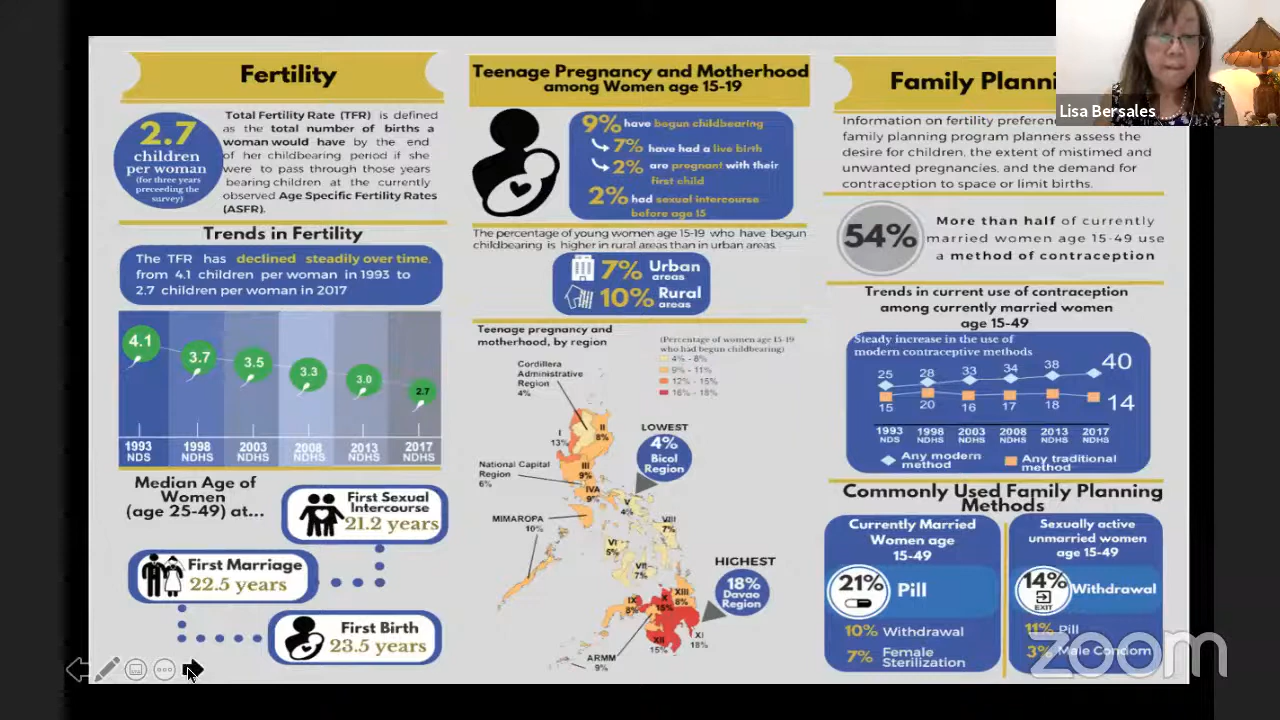 Fertility
2.7
children
per woman
(for three years
preceeding the
survey)
Total Fertility Rate (TFR) is defined
as the total number of births a
woman would have by the end
of her childbearing period if she
were to pass through those years
bearing children at the currently
observed Age Specific Fertility Rates
(ASFR).
Trends in Fertility
The TFR has declined steadily over time,
from 4.1 children per woman in 1993 to
2.7 children per woman in 2017
4.1
3.7
3.5
3.3
3.0
2.7
1993 1998 2003 2008 2013 2017
NDS NDHS NDHS NDHS NDHS NDHS
Median Age of
Women
(age 25-49) at...
First Sexual
Intercourse
21.2 years
First Marriage
22.5 years
First Birth
23.5 years
Teenage Pregnancy and Motherhood
among Women age 15-19
9% have begun childbearing
7% have had a live birth
2% are pregnant with their
first child
2% had sexual intercourse
before age 15
The percentage of young women age 15-19 who have begun
childbearing is higher in rural areas than in urban areas.
7% Urban
areas
10% Rural
areas
Teenage pregnancy and
motherhood, by region
(Percentage of women age 15-19
who had begun childbearing)
4% - 8%
9% - 11%
12% - 15%
16% - 18%
Cordillera
Administrative
Region
4%
I
13%
II
8%
LOWEST
4%
Bicol
Region
National Capital
Region
6%
III
9%
IVA
9%
V
4%
MIMAROPA
10%
VIII
7%
VI
5%
VII
7%
HIGHEST
18%
Davao
Region
IX
8%
X
15%
XIII
8%
XI
18%
XII
15%
ARMM
9%
Lisa Bersales
Family Planni
Information on fertility preferen
family planning program planners assess the
desire for children, the extent of mistimed and
unwanted pregnancies, and the demand for
contraception to space or limit births.
54%
More than half of currently
married women age 15-49 use
a method of contraception
Trends in current use of contraception
among currently married women
age 15-49
Steady increase in the use of
modern contraceptive methods
25 28 33 34 38 40
15 20 16 17 18 14
1993 1998 2003 2008 2013 2017
NDS NDHS NDHS NDHS NDHS NDHS
Any modern
method
Any traditional
method
Commonly Used Family Planning
Methods
Currently Married
Women age
15-49
21% Pill
10% Withdrawal
7% Female
Sterilization
Sexually active
unmarried women
age 15-49
14% Withdrawal
EXIT
11% Pill
3% Male Condom
zoom